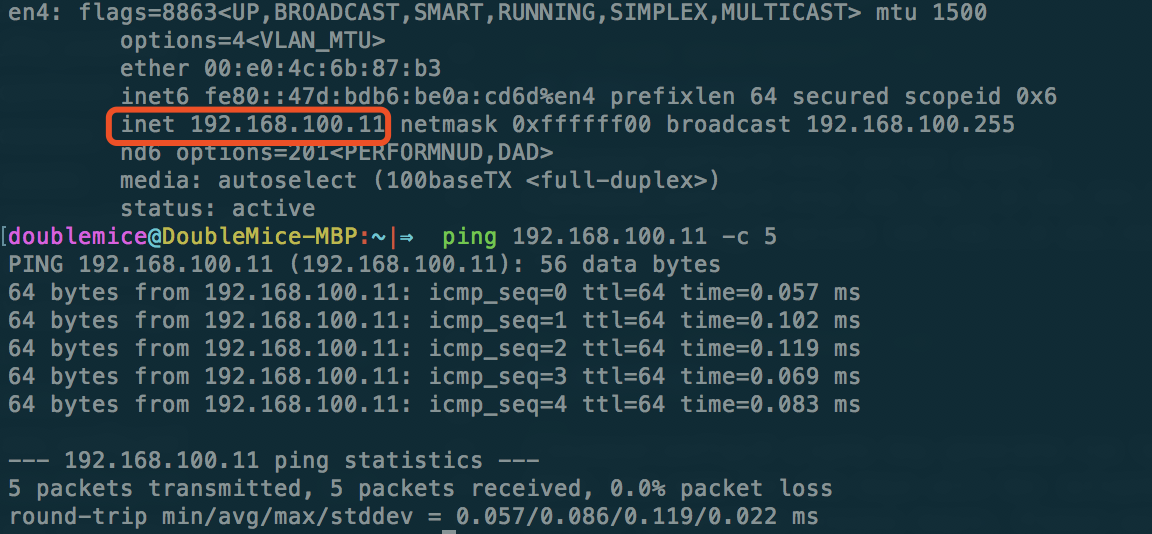 en4: flags=8863<UP,BROADCAST,SMART,RUNNING,SIMPLEX,MULTICAST> mtu 1500
options=4<VLAN_MTU>
ether 00:e0:4c:6b:87:b3
inet6 fe80::47d:bdb6:be0a:cd6d%en4 prefixlen 64 secured scopeid 0x6
inet 192.168.100.11 netmask 0xffffff00 broadcast 192.168.100.255
nd6 options=201<PERFORMNUD,DAD>
media: autoselect (100baseTX <full-duplex>)
status: active
[doublemice@DoubleMice-MBP:~|⇒  ping 192.168.100.11 -c 5
PING 192.168.100.11 (192.168.100.11): 56 data bytes
64 bytes from 192.168.100.11: icmp_seq=0 ttl=64 time=0.057 ms
64 bytes from 192.168.100.11: icmp_seq=1 ttl=64 time=0.102 ms
64 bytes from 192.168.100.11: icmp_seq=2 ttl=64 time=0.119 ms
64 bytes from 192.168.100.11: icmp_seq=3 ttl=64 time=0.069 ms
64 bytes from 192.168.100.11: icmp_seq=4 ttl=64 time=0.083 ms
--- 192.168.100.11 ping statistics ---
5 packets transmitted, 5 packets received, 0.0% packet loss
round-trip min/avg/max/stddev = 0.057/0.086/0.119/0.022 ms